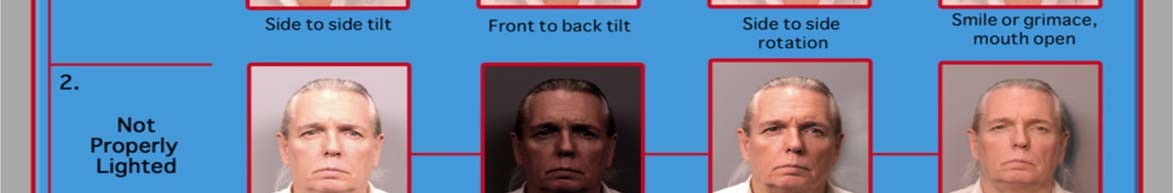 Side to side tilt
Front to back tilt
Side to side
rotation
Smile or grimace,
mouth open
2.
Not
Properly
Lighted